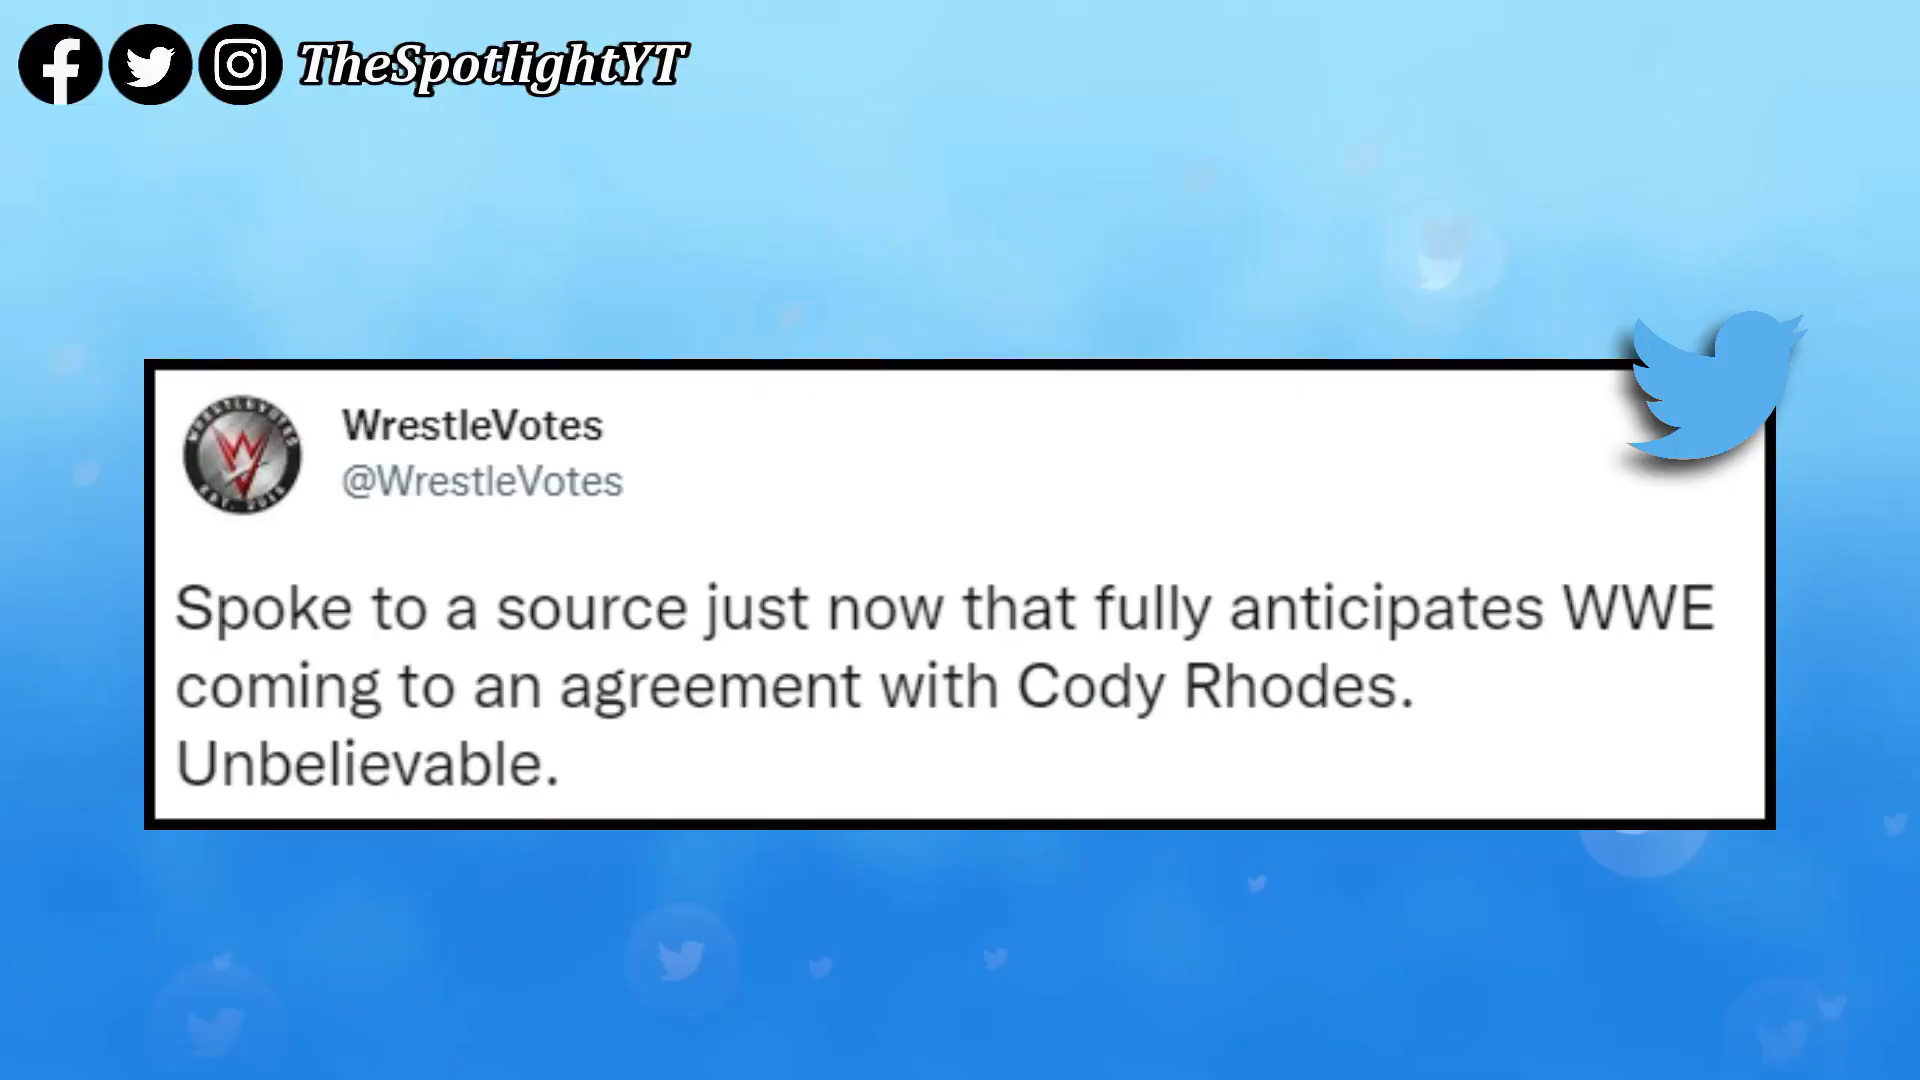 TheSpotlightYT
WrestleVotes
@WrestleVotes
Spoke to a source just now that fully anticipates WWE
coming to an agreement with Cody Rhodes.
Unbelievable.